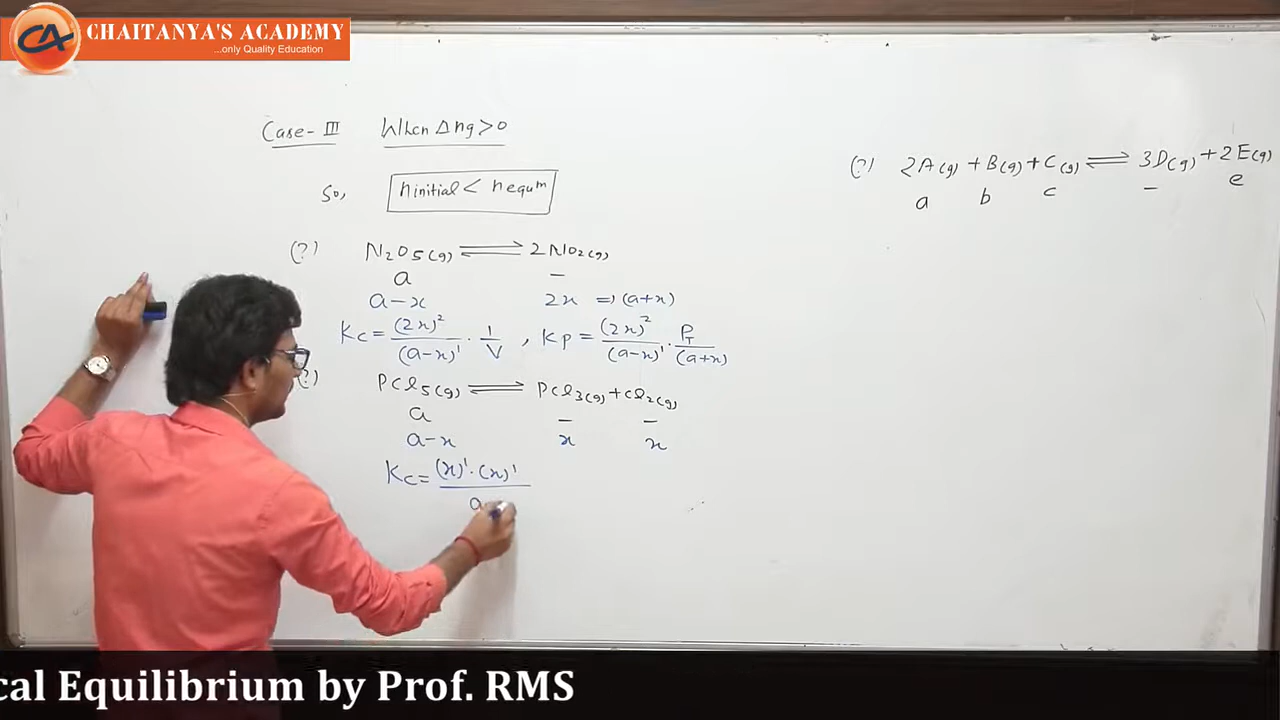 CHAITANYA'S ACADEMY
...only Quality Education
CA
Case-III When Δng>0
So, ninitial < nequm
(?) N2O5(g) ⇌ 2NO2(g)
a –
a-x 2x ⇒(a+x)
Kc = (2x)²/(a-x)¹ · 1/V , Kp = (2x)²/(a-x)¹ · PT/(a+x)
?) PCl5(g) ⇌ PCl3(g)+Cl2(g)
a – –
a-x x x
Kc = (x)¹·(x)¹/a
(?) 2A(g) +B(g)+C(g) ⇌ 3D(g)+2E(g)
a b c – e
cal Equilibrium by Prof. RMS